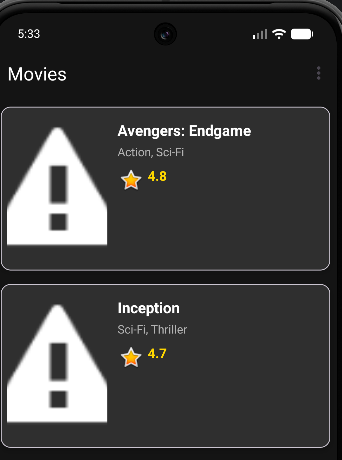 5:33
Movies
Avengers: Endgame
Action, Sci-Fi
4.8
Inception
Sci-Fi, Thriller
4.7